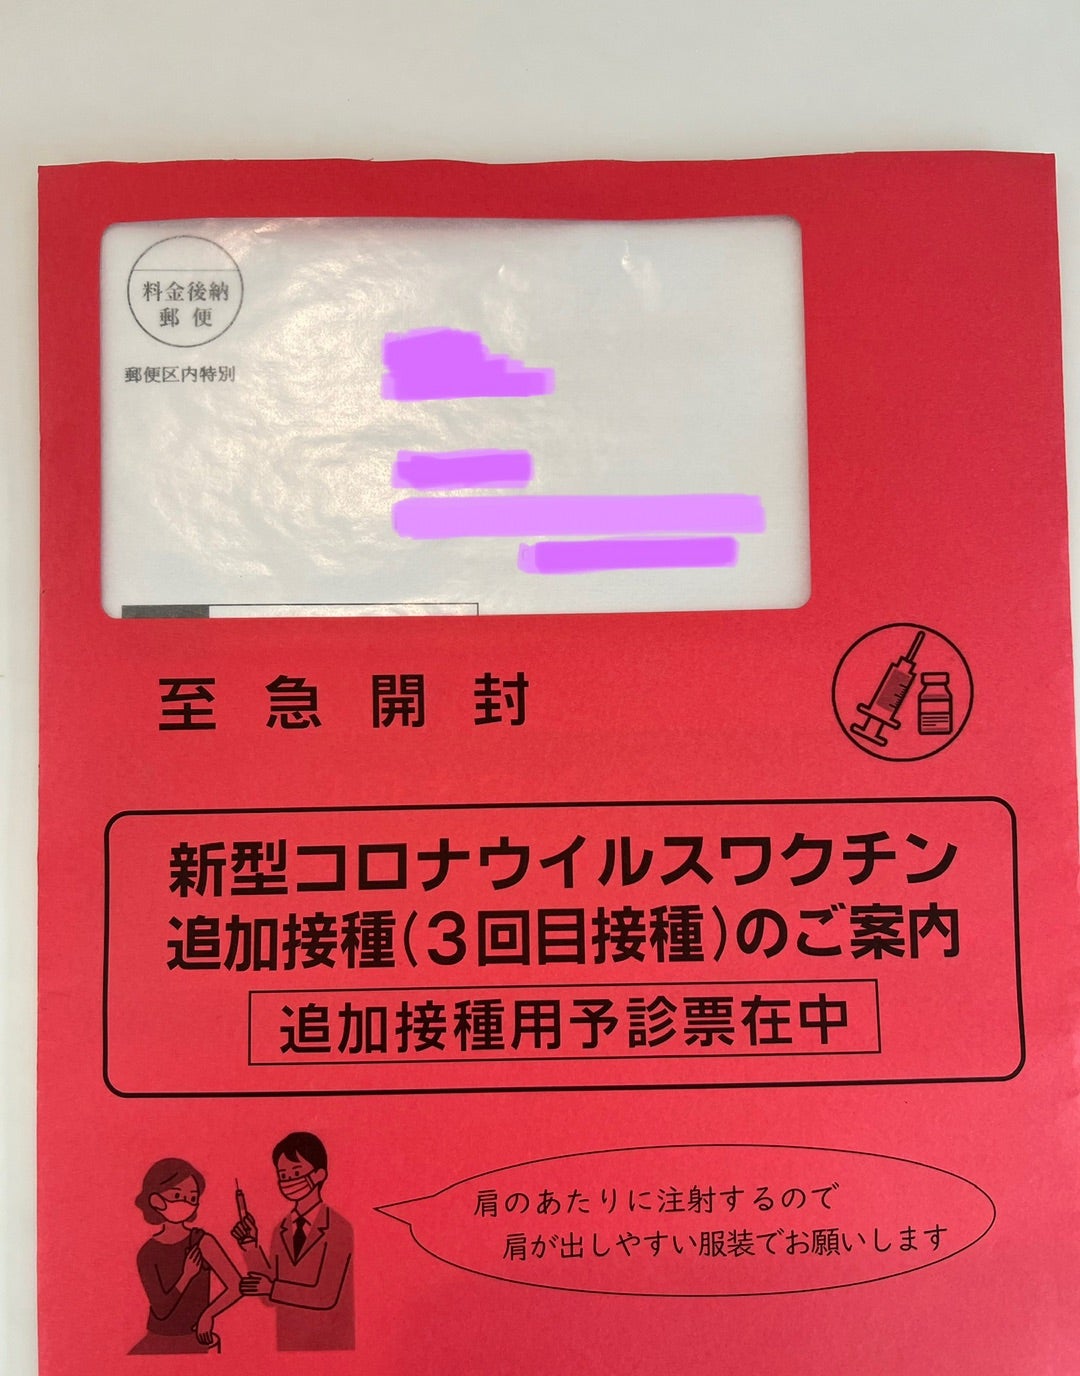 料金後納
郵便
郵便区内特別
至急開封
新型コロナウイルスワクチン
追加接種(3回目接種)のご案内
追加接種用予診票在中
肩のあたりに注射するので
肩が出しやすい服装でお願いします